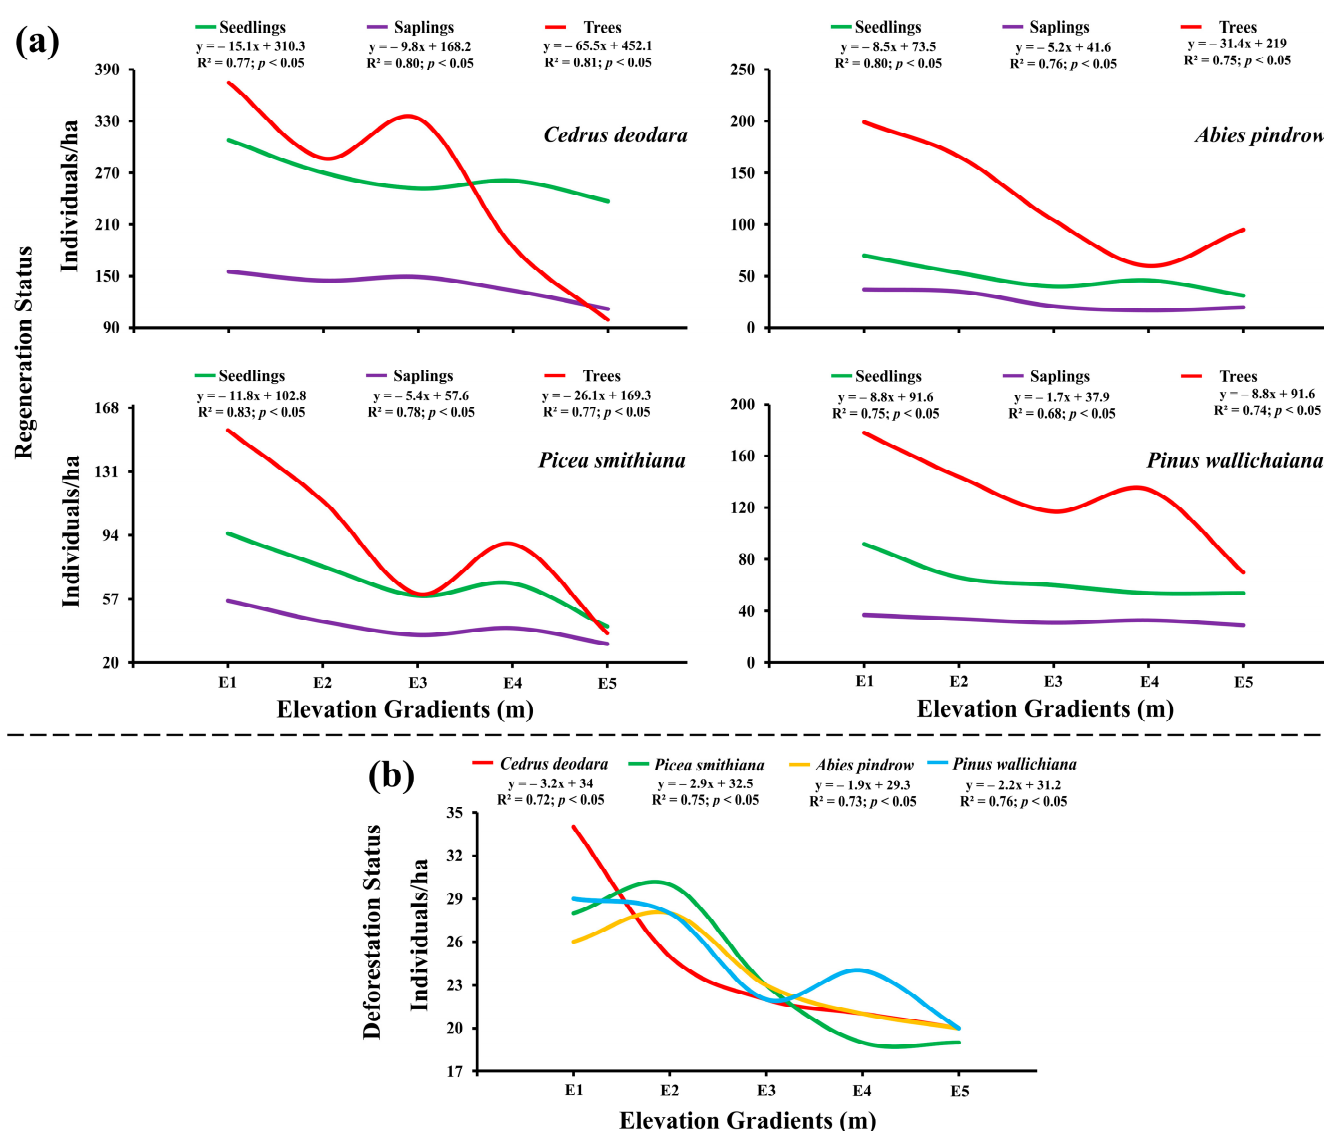 (a)
Regeneration Status
Seedlings Saplings Trees
y = – 15.1x + 310.3 y = – 9.8x + 168.2 y = – 65.5x + 452.1
R² = 0.77; p < 0.05 R² = 0.80; p < 0.05 R² = 0.81; p < 0.05
Cedrus deodara
Individuals/ha
390
330
270
210
150
90
Seedlings Saplings Trees
y = – 8.5x + 73.5 y = – 5.2x + 41.6 y = – 31.4x + 219
R² = 0.80; p < 0.05 R² = 0.76; p < 0.05 R² = 0.75; p < 0.05
Abies pindrow
250
200
150
100
50
0
Seedlings Saplings Trees
y = – 11.8x + 102.8 y = – 5.4x + 57.6 y = – 26.1x + 169.3
R² = 0.83; p < 0.05 R² = 0.78; p < 0.05 R² = 0.77; p < 0.05
Picea smithiana
Individuals/ha
168
131
94
57
20
E1 E2 E3 E4 E5
Elevation Gradients (m)
Seedlings Saplings Trees
y = – 8.8x + 91.6 y = – 1.7x + 37.9 y = – 8.8x + 91.6
R² = 0.75; p < 0.05 R² = 0.68; p < 0.05 R² = 0.74; p < 0.05
Pinus wallichaiana
200
160
120
80
40
0
E1 E2 E3 E4 E5
Elevation Gradients (m)
(b)
Cedrus deodara Picea smithiana Abies pindrow Pinus wallichiana
y = – 3.2x + 34 y = – 2.9x + 32.5 y = – 1.9x + 29.3 y = – 2.2x + 31.2
R² = 0.72; p < 0.05 R² = 0.75; p < 0.05 R² = 0.73; p < 0.05 R² = 0.76; p < 0.05
Deforestation Status
Individuals/ha
35
32
29
26
23
20
17
E1 E2 E3 E4 E5
Elevation Gradients (m)